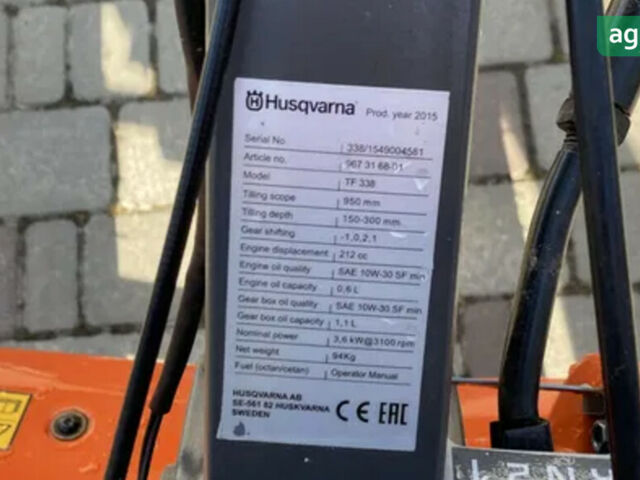 ag
Husqvarna Prod. year 2015
Serial No 338/1549004581
Article no. 967 31 68-01
Model TF 338
Tilling scope 950 mm
Tilling depth 150-300 mm
Gear shifting -1,0,2,1
Engine displacement 212 cc
Engine oil quality SAE 10W-30 SF min
Engine oil capacity 0,6 L
Gear box oil quality SAE 10W-30 SF min
Gear box oil capacity 1,1 L
Nominal power 3,6 kW@3100 rpm
Net weight 94Kg
Fuel (octan/cetan) Operator Manual
HUSQVARNA AB
SE-561 82 HUSKVARNA
SWEDEN
CE EAC
N 2 1